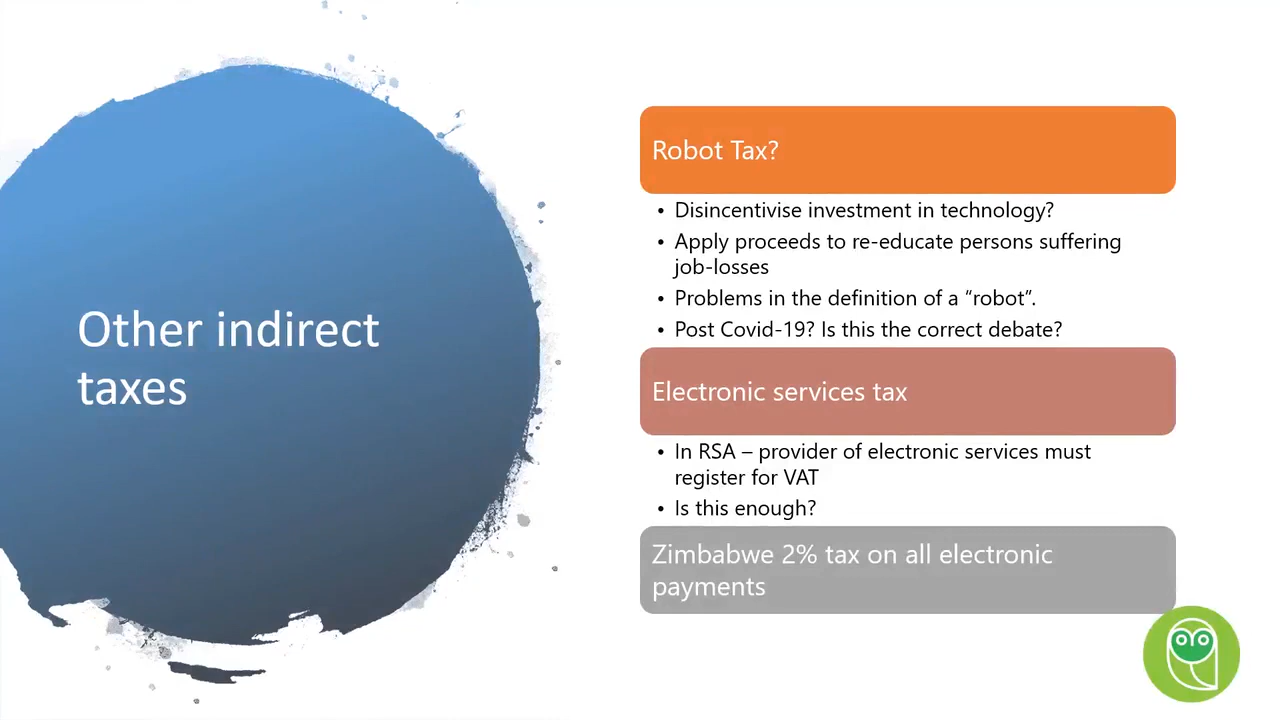 Other indirect
taxes
Robot Tax?
• Disincentivise investment in technology?
• Apply proceeds to re-educate persons suffering
job-losses
• Problems in the definition of a “robot”.
• Post Covid-19? Is this the correct debate?
Electronic services tax
• In RSA – provider of electronic services must
register for VAT
• Is this enough?
Zimbabwe 2% tax on all electronic
payments